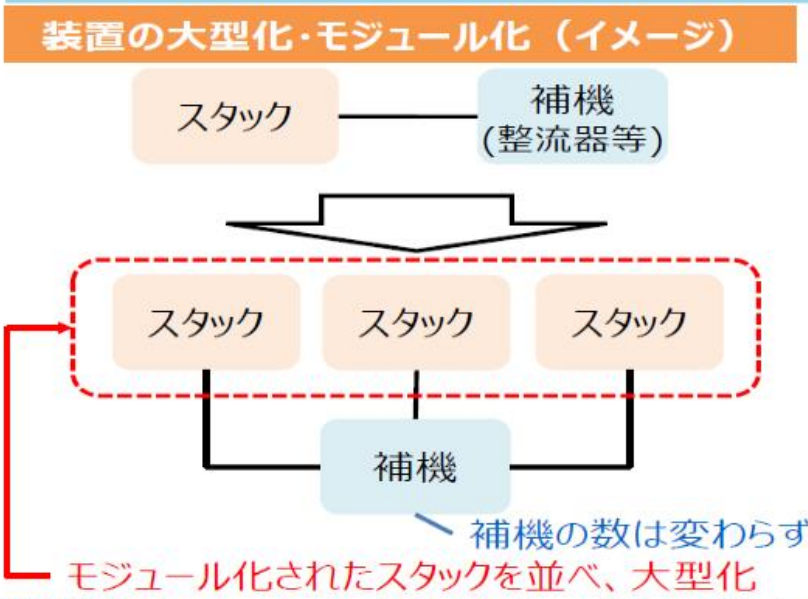 装置の大型化・モジュール化（イメージ）
スタック
補機
(整流器等)
スタック
スタック
スタック
補機
補機の数は変わらず
モジュール化されたスタックを並べ、大型化